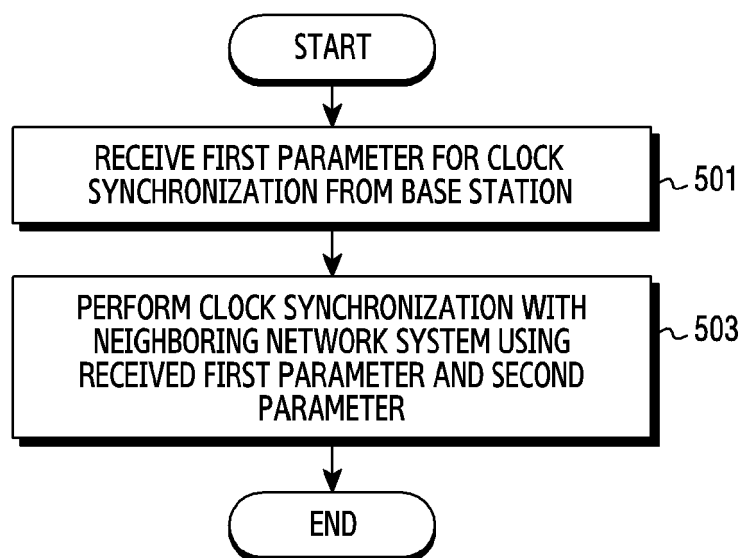 START
RECEIVE FIRST PARAMETER FOR CLOCK
SYNCHRONIZATION FROM BASE STATION
501
PERFORM CLOCK SYNCHRONIZATION WITH
NEIGHBORING NETWORK SYSTEM USING
RECEIVED FIRST PARAMETER AND SECOND
PARAMETER
503
END